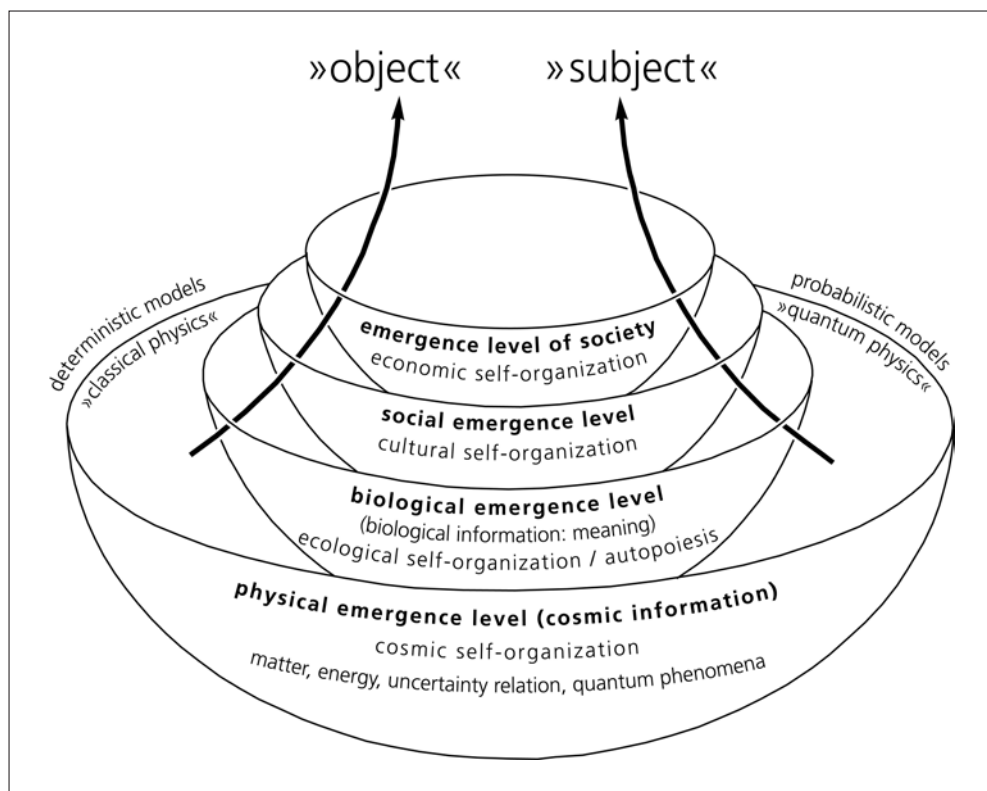 »object«
»subject«
deterministic models
»classical physics«
probabilistic models
»quantum physics«
emergence level of society
economic self-organization
social emergence level
cultural self-organization
biological emergence level
(biological information: meaning)
ecological self-organization / autopoiesis
physical emergence level (cosmic information)
cosmic self-organization
matter, energy, uncertainty relation, quantum phenomena